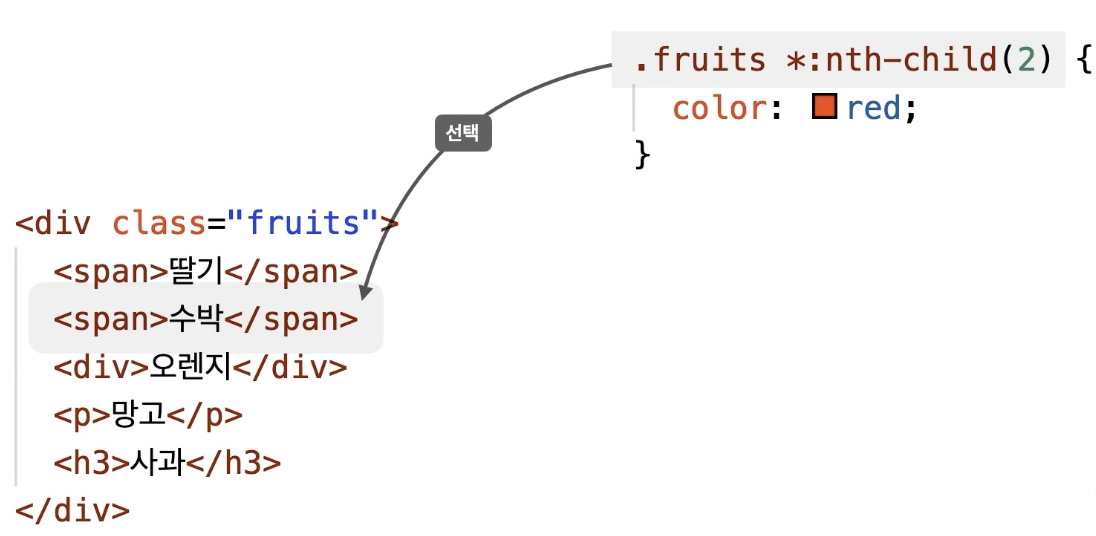 .fruits *:nth-child(2) {
color: red;
}
선택
<div class="fruits">
<span>딸기</span>
<span>수박</span>
<div>오렌지</div>
<p>망고</p>
<h3>사과</h3>
</div>